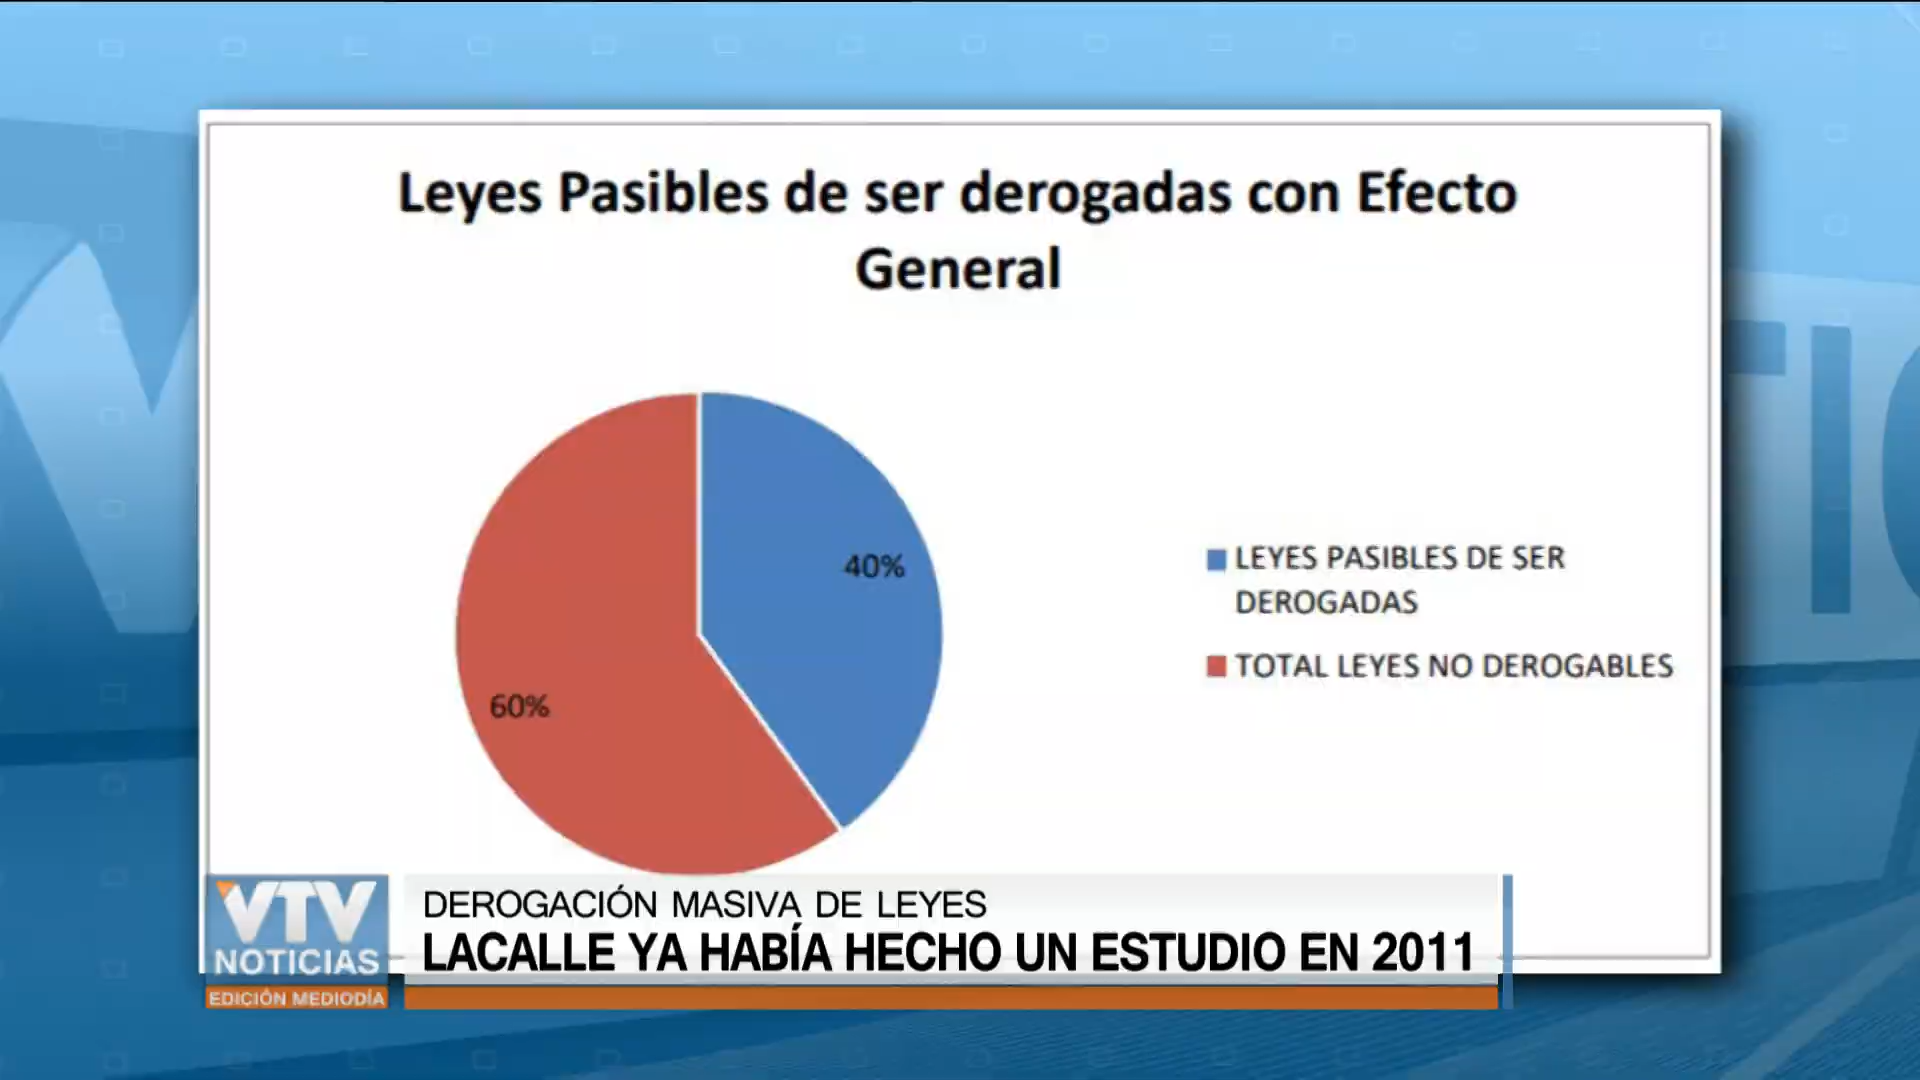 Leyes Pasibles de ser derogadas con Efecto
General
40%
60%
LEYES PASIBLES DE SER
DEROGADAS
TOTAL LEYES NO DEROGABLES
VTV
NOTICIAS
EDICIÓN MEDIODÍA
DEROGACIÓN MASIVA DE LEYES
LACALLE YA HABÍA HECHO UN ESTUDIO EN 2011